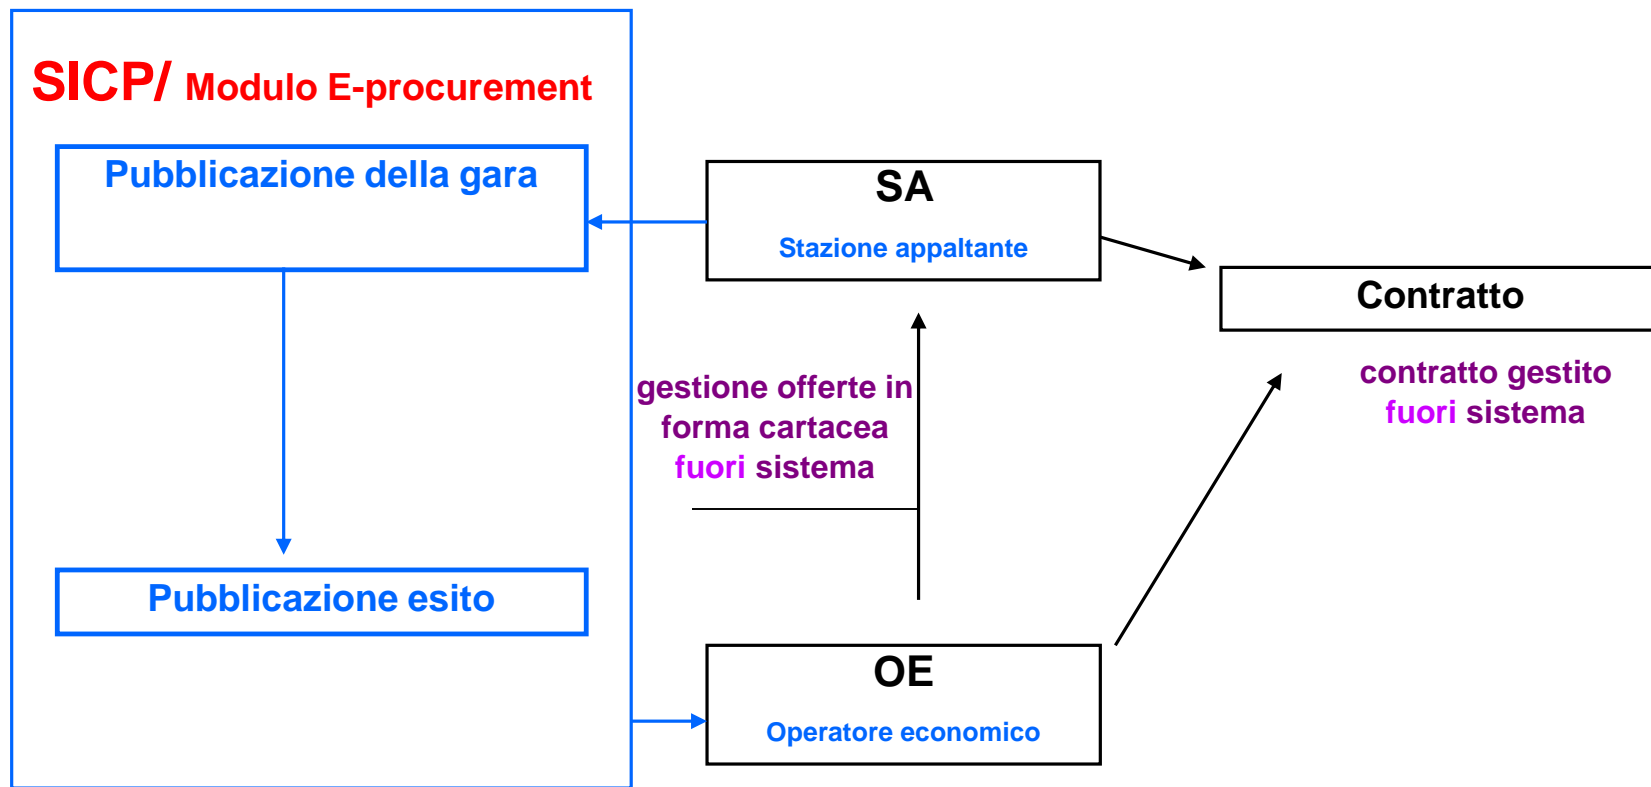 SICP/ Modulo E-procurement
Pubblicazione della gara
SA
Stazione appaltante
Contratto
contratto gestito
fuori sistema
gestione offerte in
forma cartacea
fuori sistema
Pubblicazione esito
OE
Operatore economico